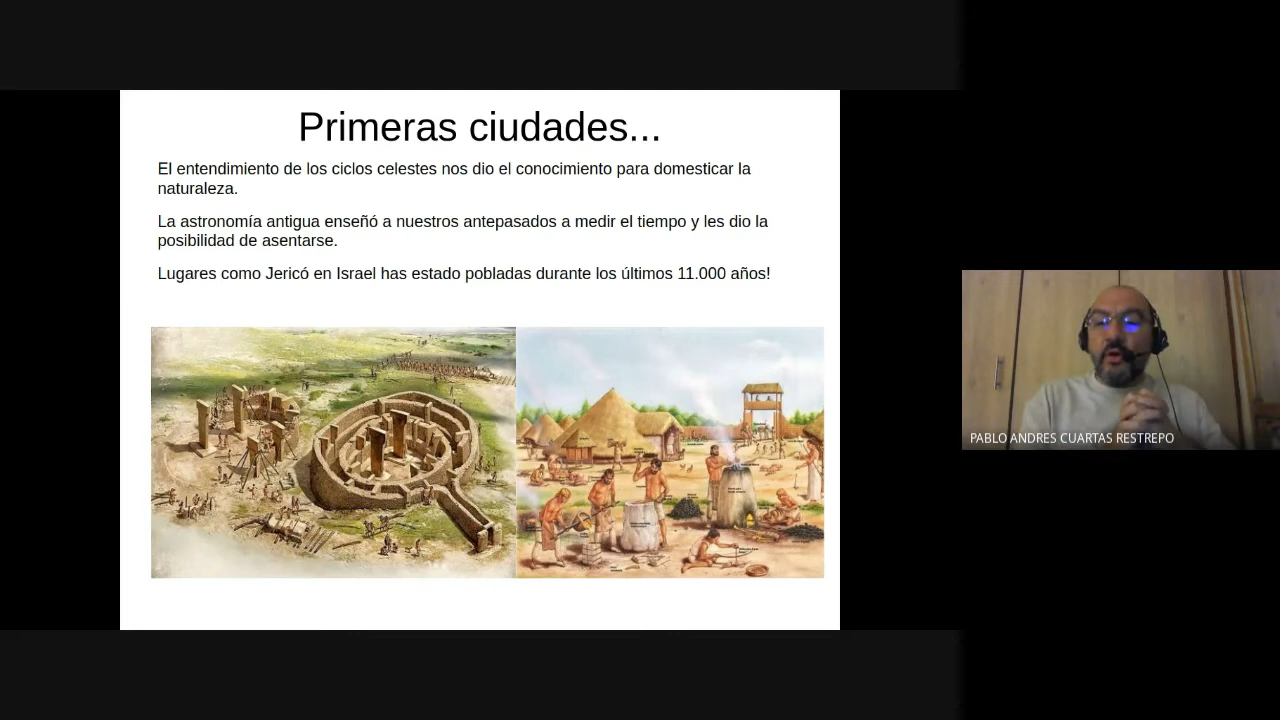 Primeras ciudades...
El entendimiento de los ciclos celestes nos dio el conocimiento para domesticar la
naturaleza.
La astronomía antigua enseñó a nuestros antepasados a medir el tiempo y les dio la
posibilidad de asentarse.
Lugares como Jericó en Israel has estado pobladas durante los últimos 11.000 años!
PABLO ANDRES CUARTAS RESTREPO